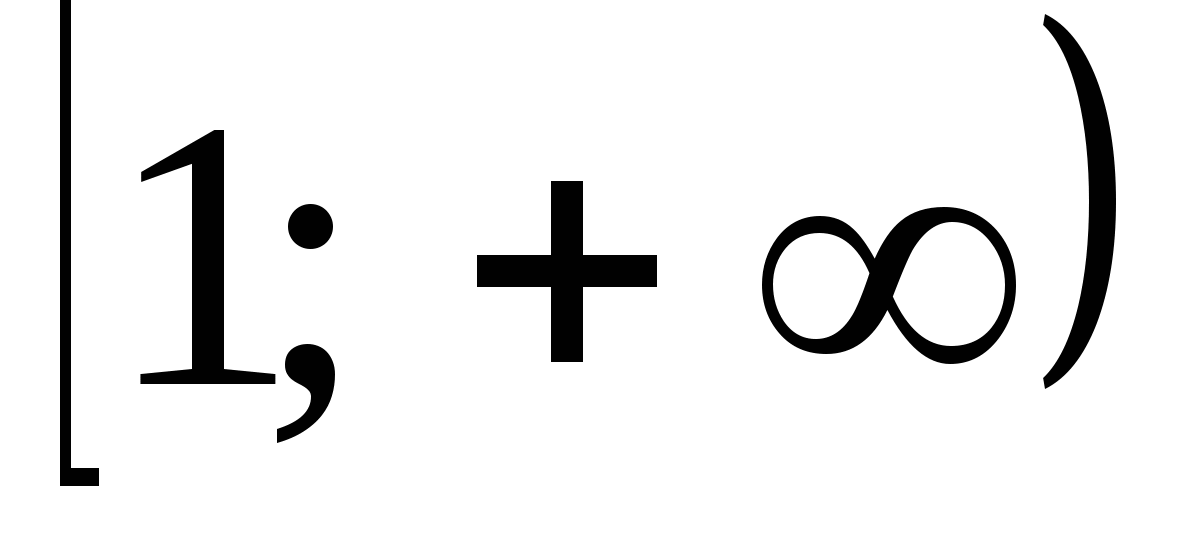 [1; + ∞)